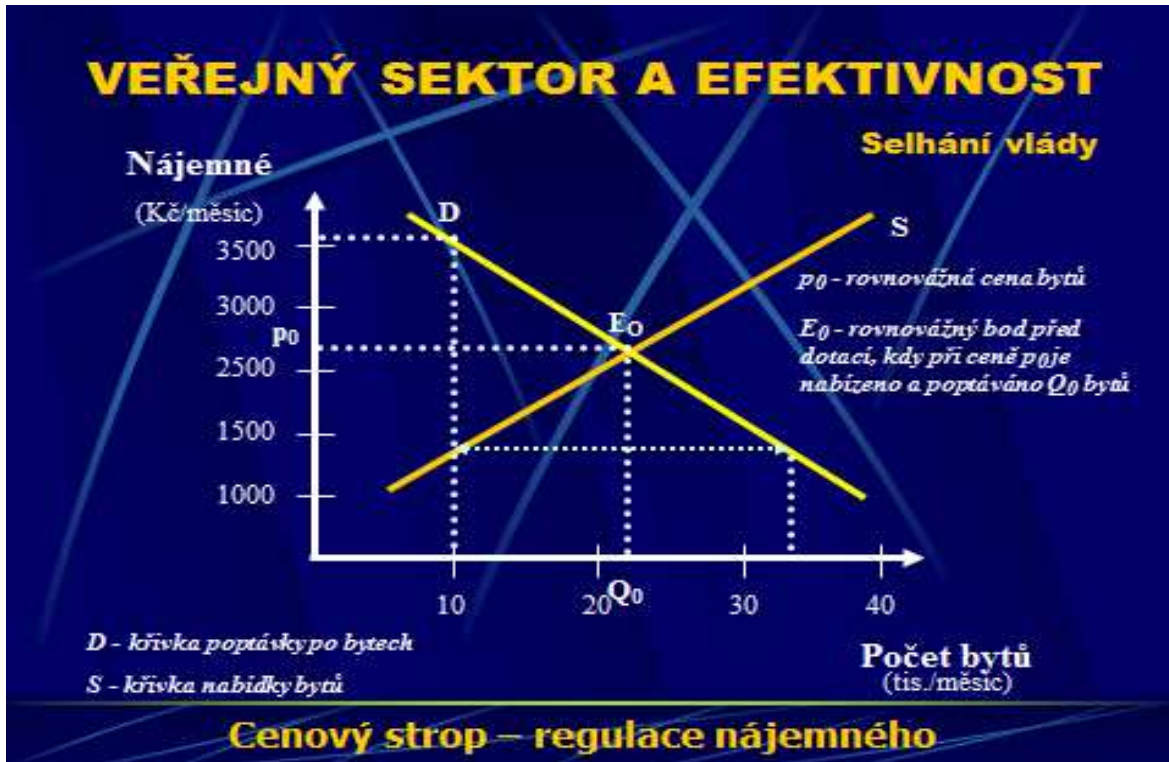 VEŘEJNÝ SEKTOR A EFEKTIVNOST
Selhání vlády
Nájemné
(Kč/měsíc)
D
S
3500
p0 - rovnovážná cena bytů
3000
E0
p0
E0 - rovnovážný bod před
dotací, kdy při ceně p0 je
nabízeno a poptáváno Q0 bytů
2500
1500
1000
10
20
Q0
30
40
D - křivka poptávky po bytech
Počet bytů
(tis./měsíc)
S - křivka nabídky bytů
Cenový strop – regulace nájemného